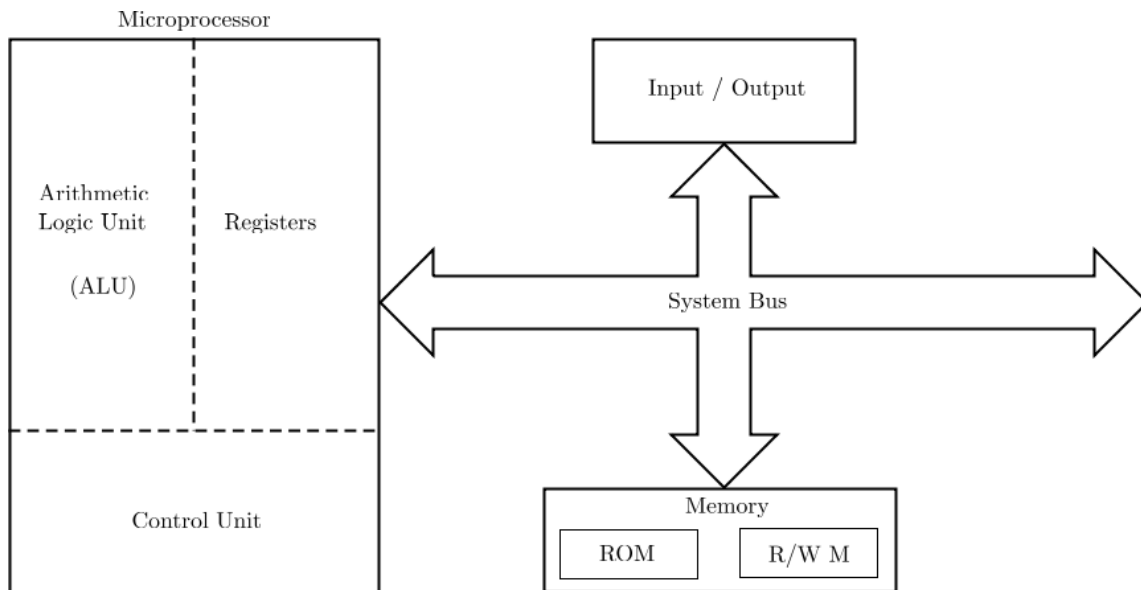 Microprocessor
Input / Output
Arithmetic
Logic Unit
(ALU)
Registers
System Bus
Control Unit
Memory
ROM
R/W M